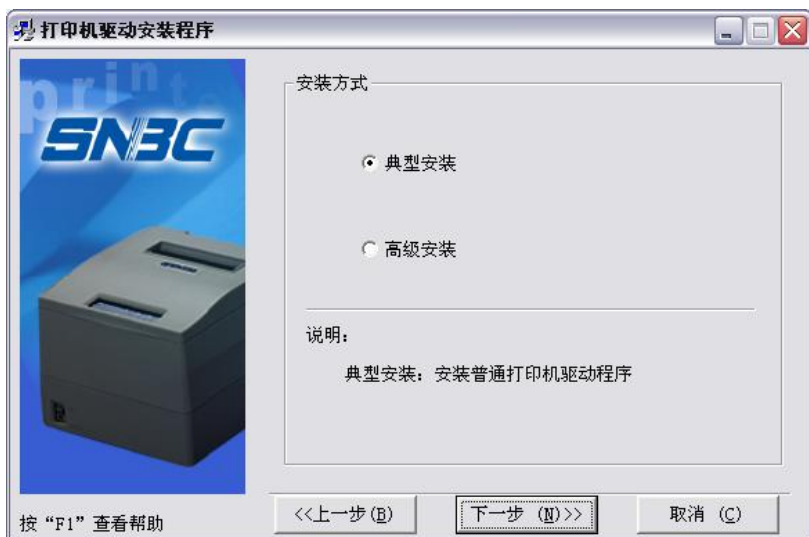 打印机驱动安装程序
printe
SNBC
安装方式
典型安装
高级安装
说明：
典型安装：安装普通打印机驱动程序
按 “F1” 查看帮助
<<上一步(B)
下一步 (N)>>
取消 (C)